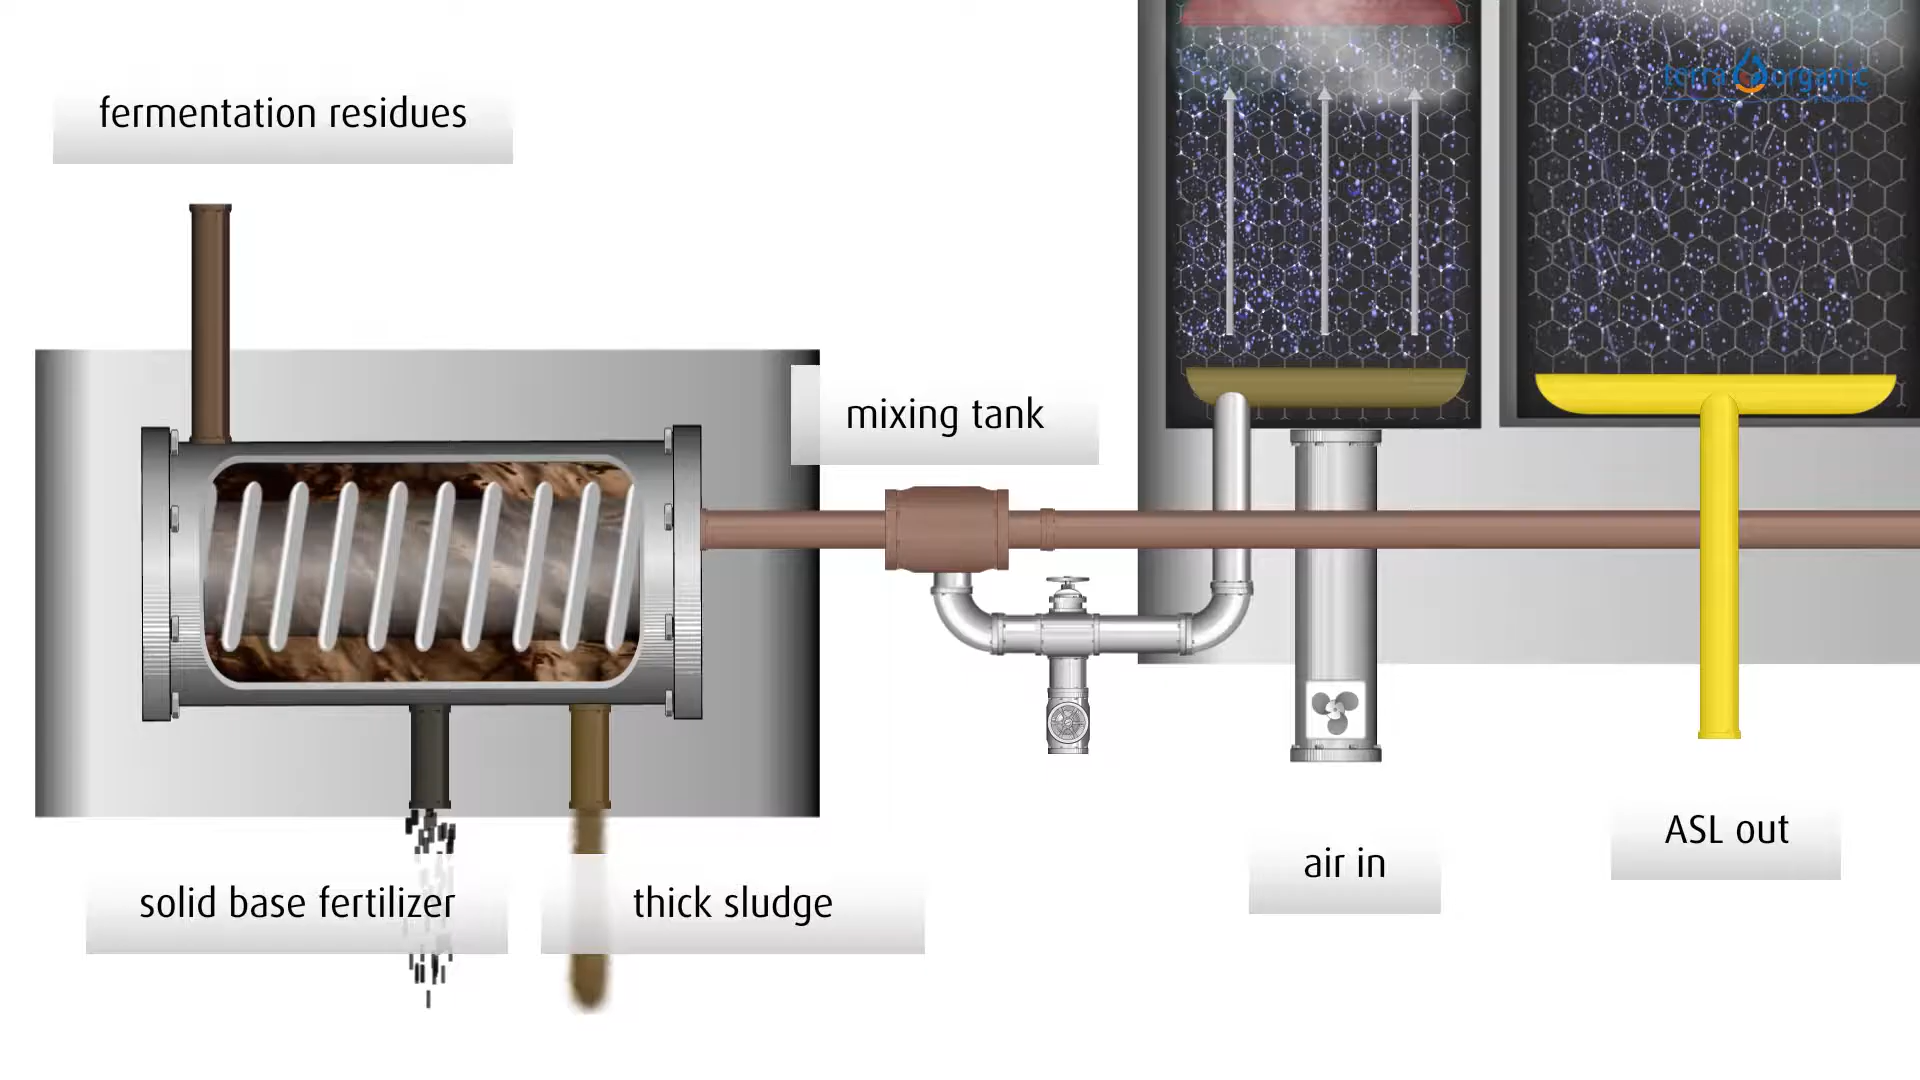 terra organic
fermentation residues
mixing tank
ASL out
air in
solid base fertilizer
thick sludge